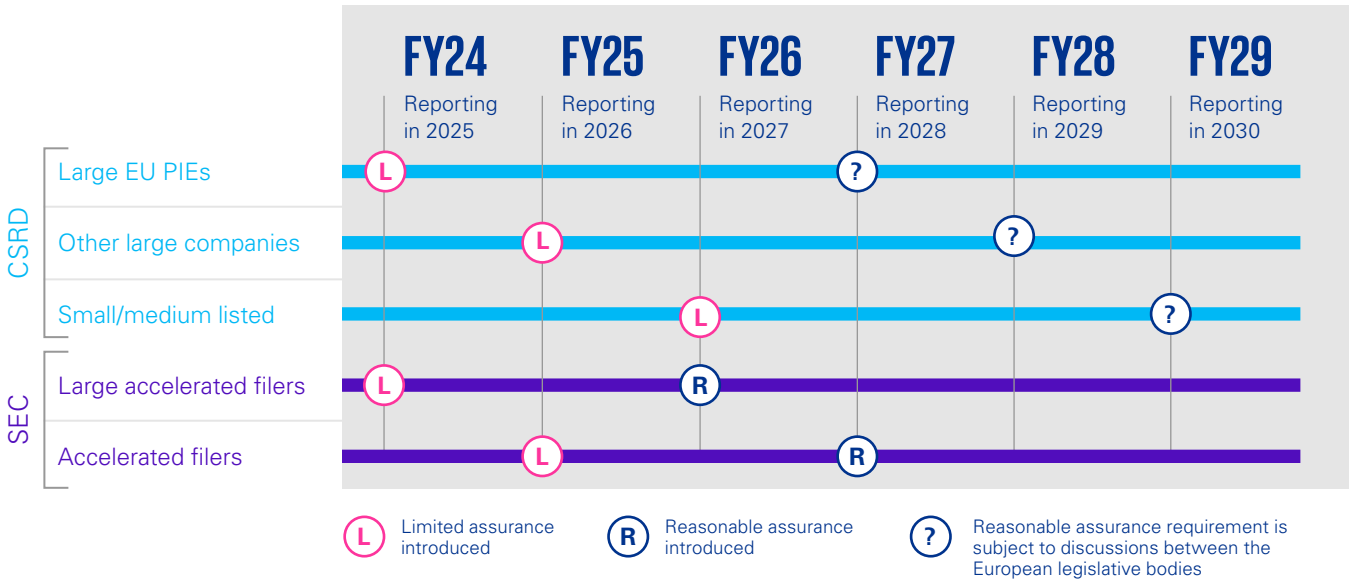 FY24 FY25 FY26 FY27 FY28 FY29
Reporting Reporting Reporting Reporting Reporting Reporting
in 2025 in 2026 in 2027 in 2028 in 2029 in 2030
CSRD
Large EU PIEs L ?
Other large companies L ?
Small/medium listed L ?
SEC
Large accelerated filers L R
Accelerated filers L R
L Limited assurance
introduced
R Reasonable assurance
introduced
? Reasonable assurance requirement is
subject to discussions between the
European legislative bodies